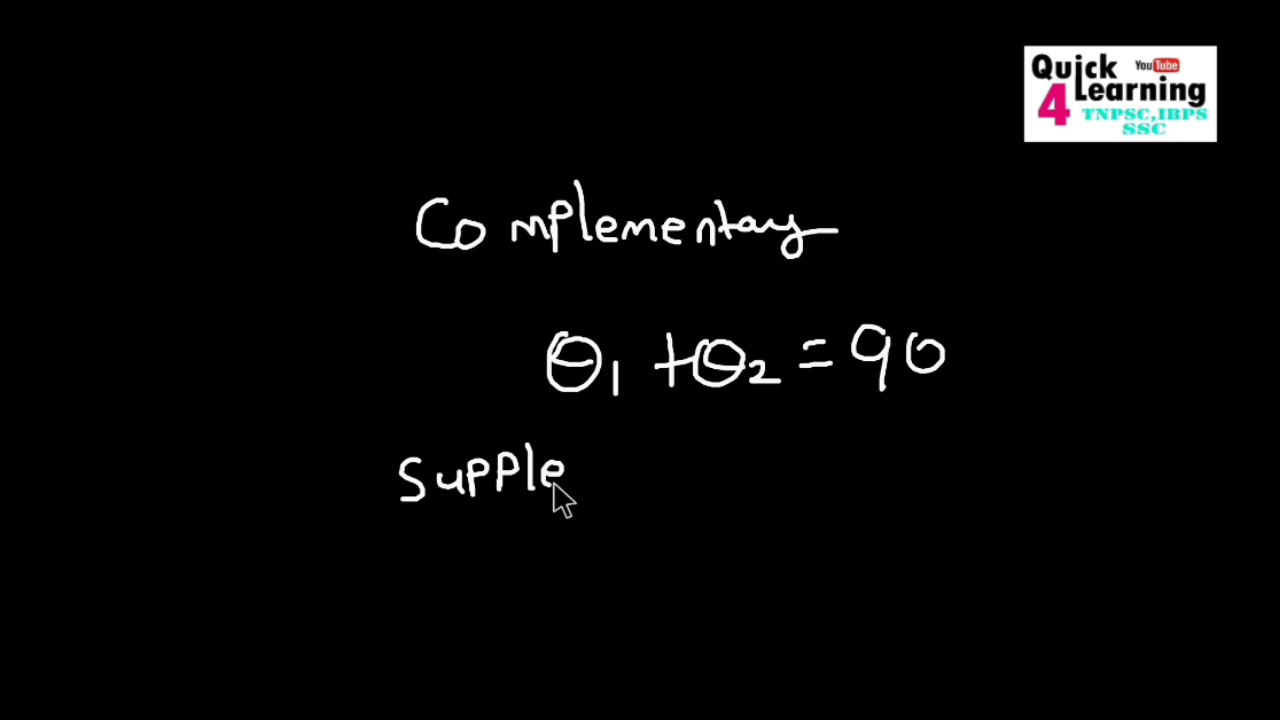 Quick
YouTube
4 Learning
TNPSC,IBPS
SSC
Complementary
θ₁ + θ₂ = 90
Supple